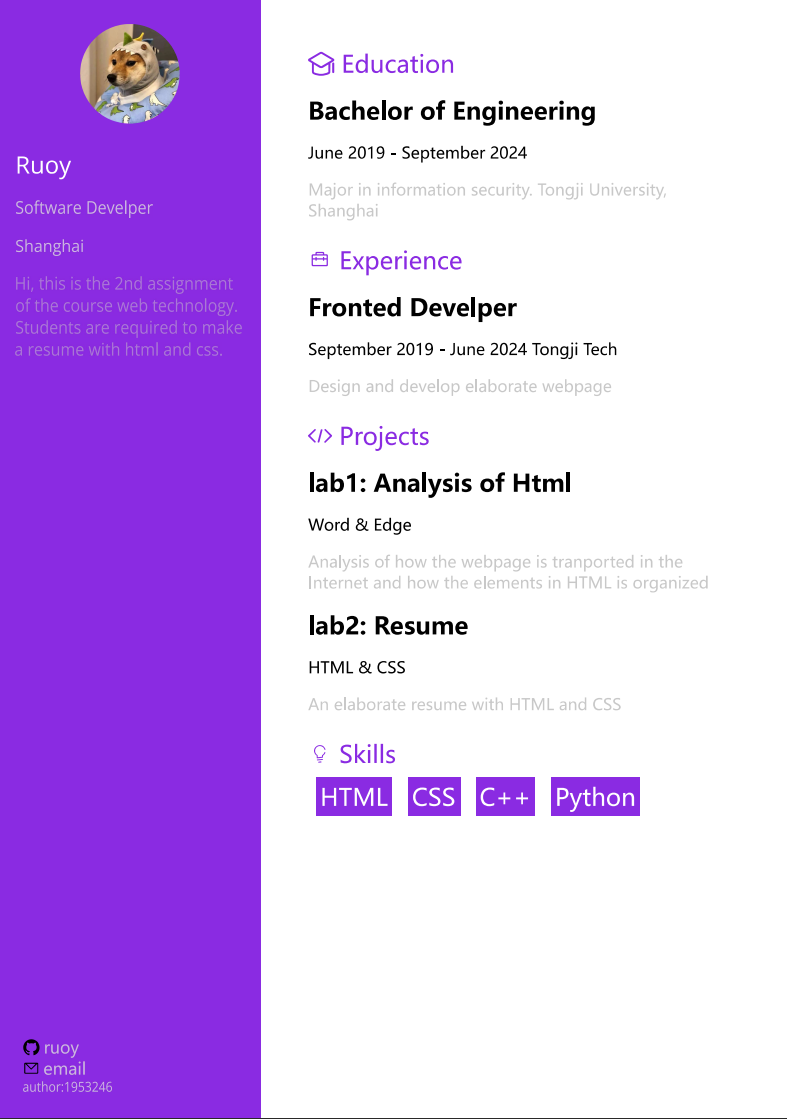 Ruoy
Software Develper
Shanghai
Hi, this is the 2nd assignment
of the course web technology.
Students are required to make
a resume with html and css.
ruoy
email
author:1953246
Education
Bachelor of Engineering
June 2019 - September 2024
Major in information security. Tongji University,
Shanghai
Experience
Fronted Develper
September 2019 - June 2024 Tongji Tech
Design and develop elaborate webpage
Projects
lab1: Analysis of Html
Word & Edge
Analysis of how the webpage is tranported in the
Internet and how the elements in HTML is organized
lab2: Resume
HTML & CSS
An elaborate resume with HTML and CSS
Skills
HTML CSS C++ Python